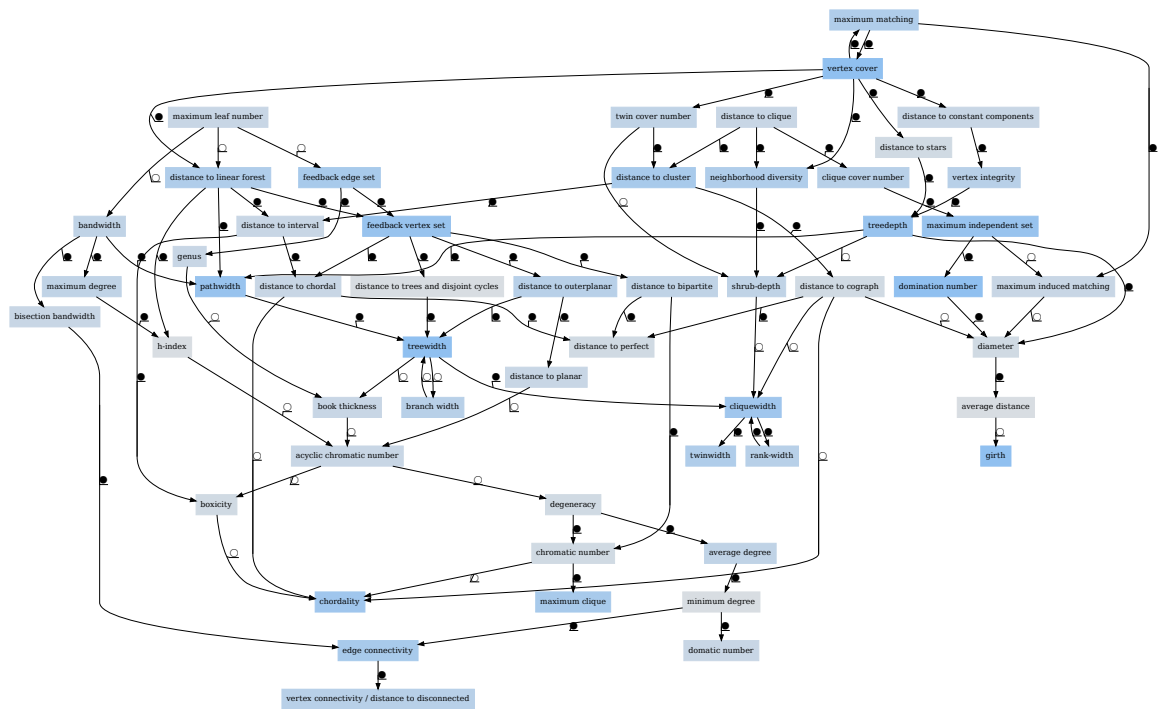 maximum matching
vertex cover
maximum leaf number
twin cover number
distance to clique
distance to constant components
distance to stars
distance to linear forest
feedback edge set
distance to cluster
neighborhood diversity
clique cover number
vertex integrity
bandwidth
distance to interval
feedback vertex set
treedepth
maximum independent set
genus
maximum degree
pathwidth
distance to chordal
distance to trees and disjoint cycles
distance to outerplanar
distance to bipartite
shrub-depth
distance to cograph
domination number
maximum induced matching
bisection bandwidth
h-index
treewidth
distance to perfect
diameter
distance to planar
book thickness
branch width
cliquewidth
average distance
acyclic chromatic number
twinwidth
rank-width
girth
boxicity
degeneracy
chromatic number
average degree
chordality
maximum clique
minimum degree
edge connectivity
domatic number
vertex connectivity / distance to disconnected